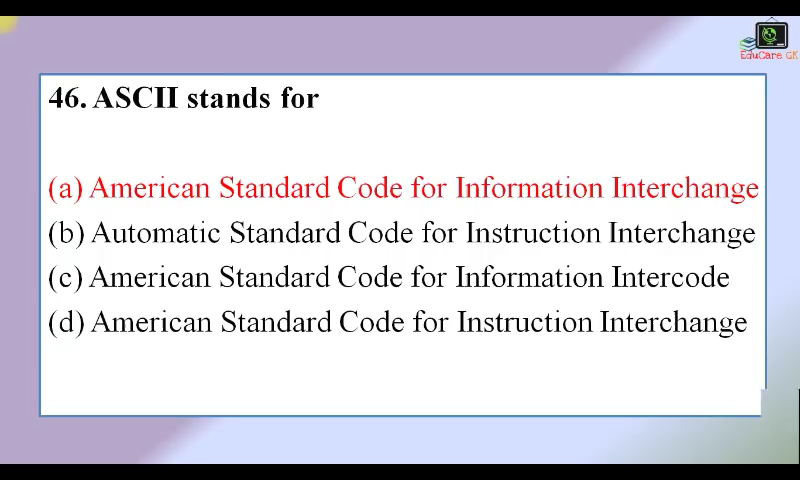 EduCare GK
46. ASCII stands for
(a) American Standard Code for Information Interchange
(b) Automatic Standard Code for Instruction Interchange
(c) American Standard Code for Information Intercode
(d) American Standard Code for Instruction Interchange